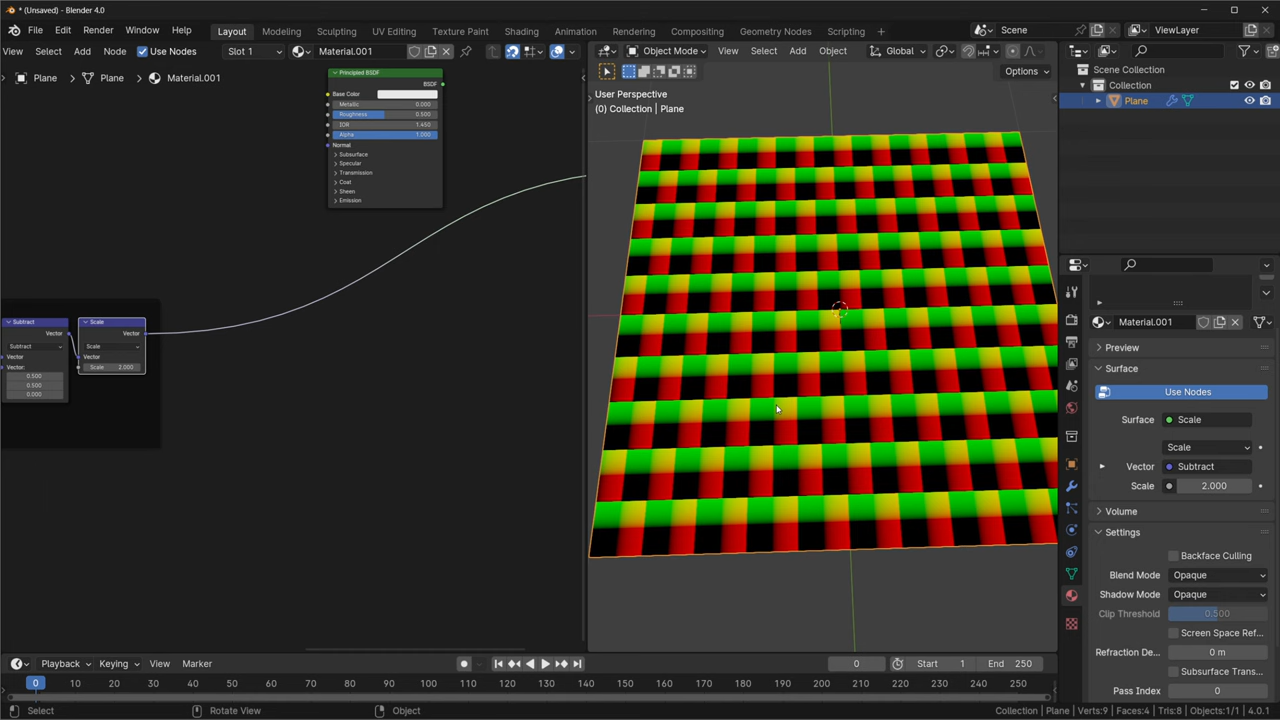 * (Unsaved) - Blender 4.0
File Edit Render Window Help Layout Modeling Sculpting UV Editing Texture Paint Shading Animation Rendering Compositing Geometry Nodes Scripting Scene ViewLayer
View Select Add Node Use Nodes Slot 1 Material.001 Object Mode View Select Add Object Global
Plane Plane Material.001
Options
Principled BSDF
BSDF
Base Color
Metallic 0.000
Roughness 0.500
IOR 1.450
Alpha 1.000
Normal
Subsurface
Specular
Transmission
Coat
Sheen
Emission
Subtract
Vector
Subtract
Vector
Vector:
0.500
0.500
0.000
Scale
Vector
Scale
Vector
Scale 2.000
User Perspective
(0) Collection | Plane
Scene Collection
Collection
Plane
Material.001
Preview
Surface
Use Nodes
Surface Scale
Scale
Vector Subtract
Scale 2.000
Volume
Settings
Backface Culling
Blend Mode Opaque
Shadow Mode Opaque
Clip Threshold 0.500
Screen Space Ref...
Refraction De... 0 m
Subsurface Trans...
Pass Index 0
Playback Keying View Marker 0 Start 1 End 250
0 10 20 30 40 50 60 70 80 90 100 110 120 130 140 150 160 170 180 190 200 210 220 230 240 250
Select Rotate View Object Collection | Plane | Verts:9 | Faces:4 | Tris:8 | Objects:1/1 | 4.0.1